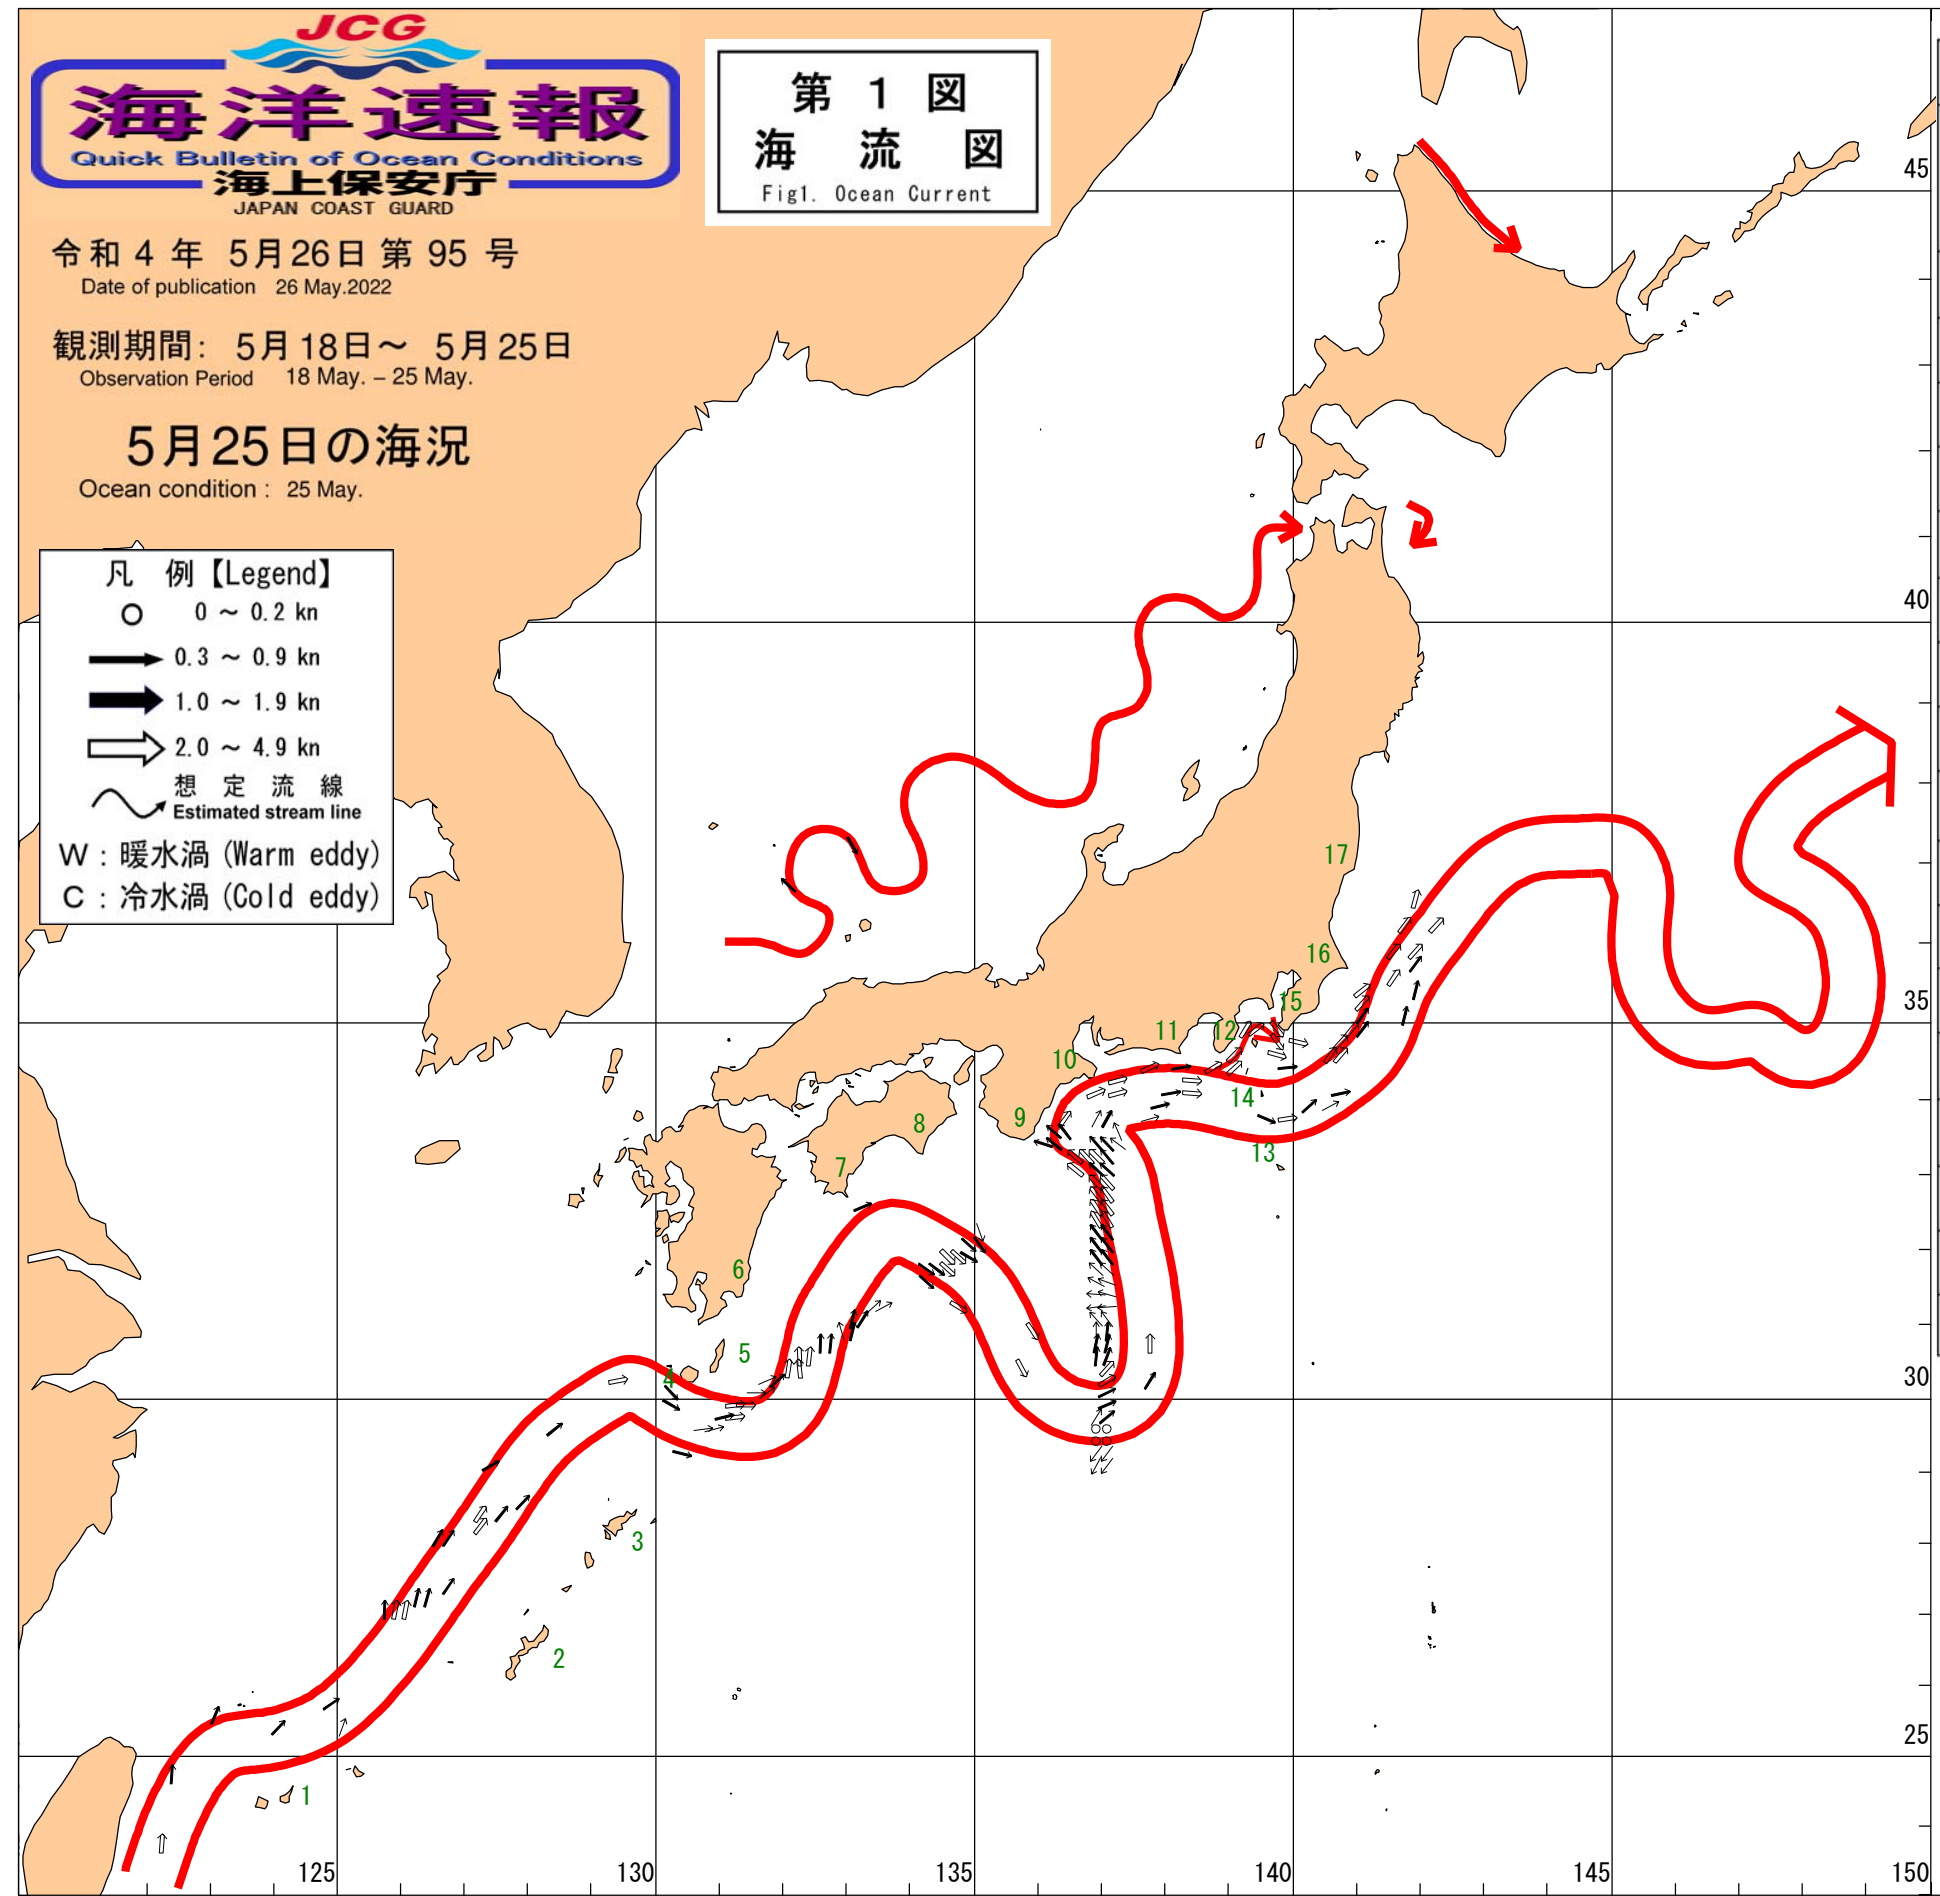 JCG
海洋速報
Quick Bulletin of Ocean Conditions
海上保安庁
JAPAN COAST GUARD
第 1 図
海 流 図
Fig1. Ocean Current
令和 4 年 5月26日 第 95 号
Date of publication 26 May.2022
観測期間: 5月18日～ 5月25日
Observation Period 18 May. – 25 May.
5月25日の海況
Ocean condition : 25 May.
凡 例【Legend】
0 ～ 0.2 kn
0.3 ～ 0.9 kn
1.0 ～ 1.9 kn
2.0 ～ 4.9 kn
想 定 流 線
Estimated stream line
W : 暖水渦 (Warm eddy)
C : 冷水渦 (Cold eddy)
45
40
17
16
35
15
12
11
10
14
9
8
13
7
6
5
4
30
3
2
25
1
125
130
135
140
145
150